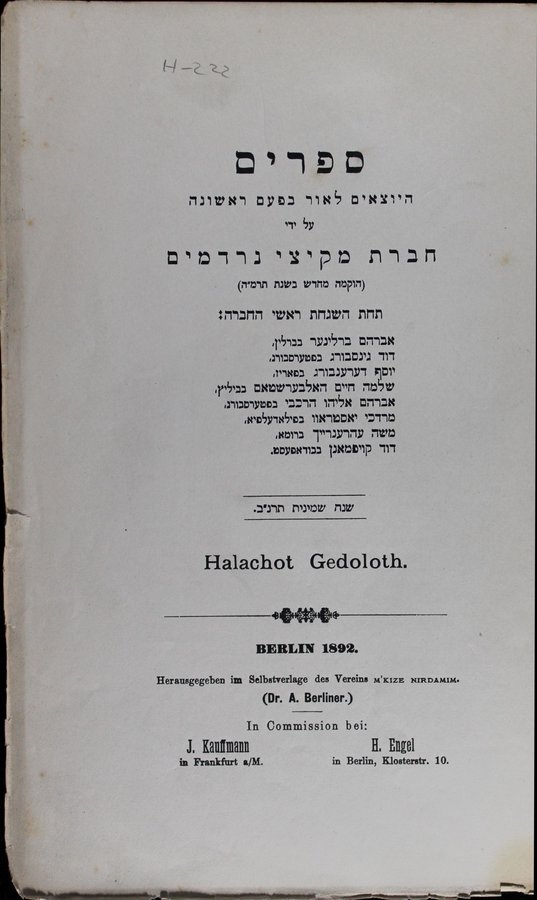 H-222
ספרים
היוצאים לאור בפעם ראשונה
על ידי
חברת מקיצי נרדמים
(הוקמה מחדש בשנת תרמ״ה)
תחת השגחת ראשי החברה:
אברהם ברלינער בברלין,
דוד גינסבורג בפטערסבורג,
יוסף דערענבורג בפאריז,
שלמה חיים האלבערשטאם בביליץ,
אברהם אליהו הרכבי בפטערסבורג,
מרדכי יאסטראוו בפילאדעלפיא,
משה עהרענרייך ברומא,
דוד קויפמאנן בבודאפעסט.
שנה שמינית תרנ״ב.
Halachot Gedoloth.
BERLIN 1892.
Herausgegeben im Selbstverlage des Vereins M'KIZE NIRDAMIM.
(Dr. A. Berliner.)
In Commission bei:
J. Kauffmann H. Engel
in Frankfurt a/M. in Berlin, Klosterstr. 10.